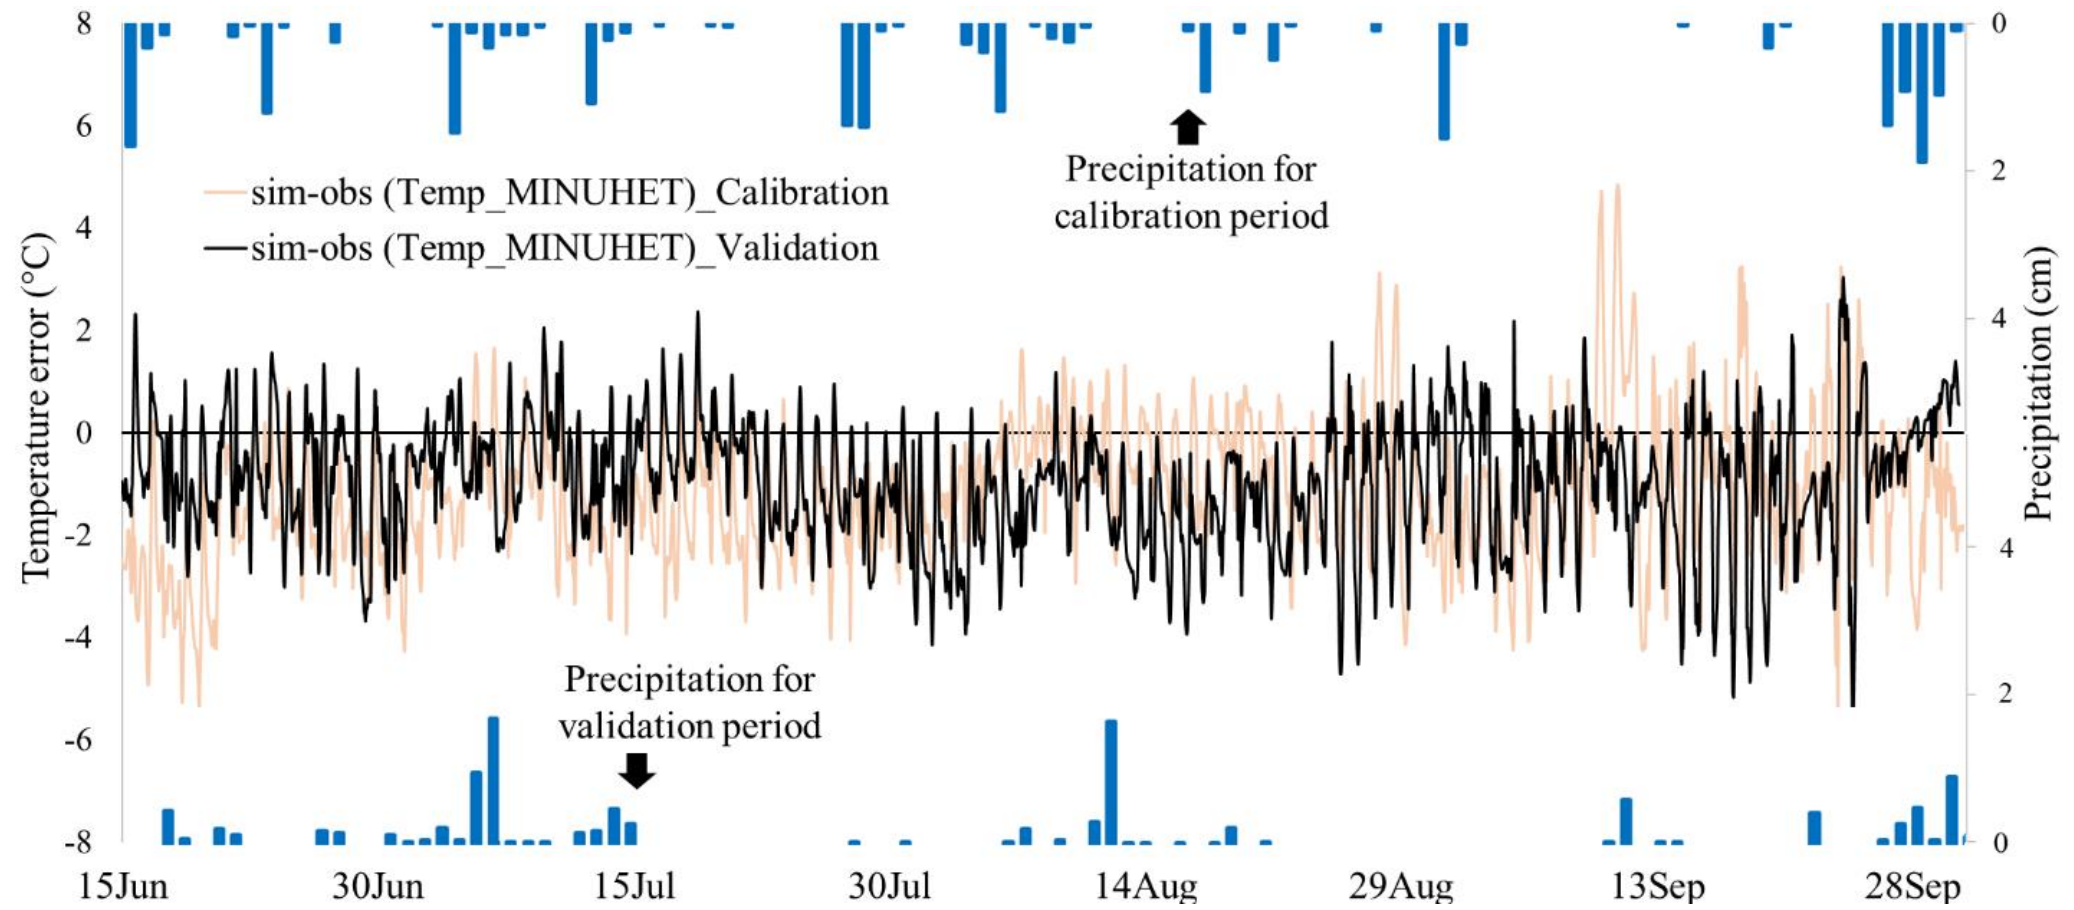 8
6
4
2
0
-2
-4
-6
-8
Temperature error (°C)
sim-obs (Temp_MINUHET)_Calibration
sim-obs (Temp_MINUHET)_Validation
Precipitation for
calibration period
Precipitation for
validation period
0
2
4
4
2
0
Precipitation (cm)
15Jun
30Jun
15Jul
30Jul
14Aug
29Aug
13Sep
28Sep